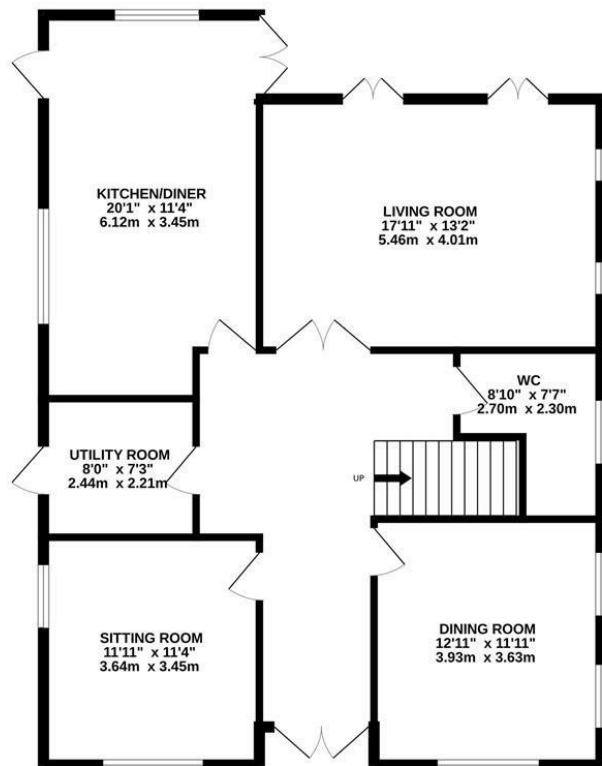 KITCHEN/DINER
20'1" x 11'4"
6.12m x 3.45m
LIVING ROOM
17'11" x 13'2"
5.46m x 4.01m
WC
8'10" x 7'7"
2.70m x 2.30m
UTILITY ROOM
8'0" x 7'3"
2.44m x 2.21m
UP
SITTING ROOM
11'11" x 11'4"
3.64m x 3.45m
DINING ROOM
12'11" x 11'11"
3.93m x 3.63m